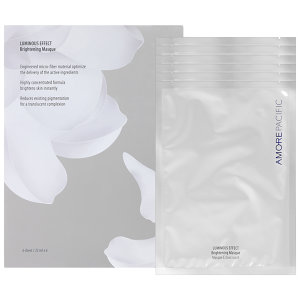 LUMINOUS EFFECT
Brightening Masque
Engineered micro-fiber material optimize
the delivery of the active ingredients
Highly concentrated formula
brightens skin instantly
Reduces existing pigmentation
for a translucent complexion
AMOREPACIFIC
LUMINOUS EFFECT
Brightening Masque